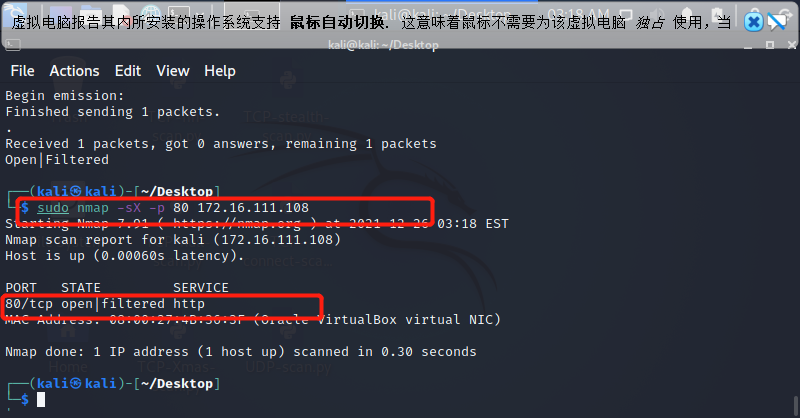 虚拟电脑报告其内所安装的操作系统支持 鼠标自动切换. 这意味着鼠标不需要为该虚拟电脑 独占 使用, 当
kali@kali: ~/Desktop
File Actions Edit View Help
Begin emission:
Finished sending 1 packets.
.
Received 1 packets, got 0 answers, remaining 1 packets
Open|Filtered
┌──(kali㉿kali)-[~/Desktop]
└─$ sudo nmap -sX -p 80 172.16.111.108
Starting Nmap 7.91 ( https://nmap.org ) at 2021-12-26 03:18 EST
Nmap scan report for kali (172.16.111.108)
Host is up (0.00060s latency).
PORT STATE SERVICE
80/tcp open|filtered http
MAC Address: 08:00:27:4B:36:3F (Oracle VirtualBox virtual NIC)
Nmap done: 1 IP address (1 host up) scanned in 0.30 seconds
┌──(kali㉿kali)-[~/Desktop]
└─$